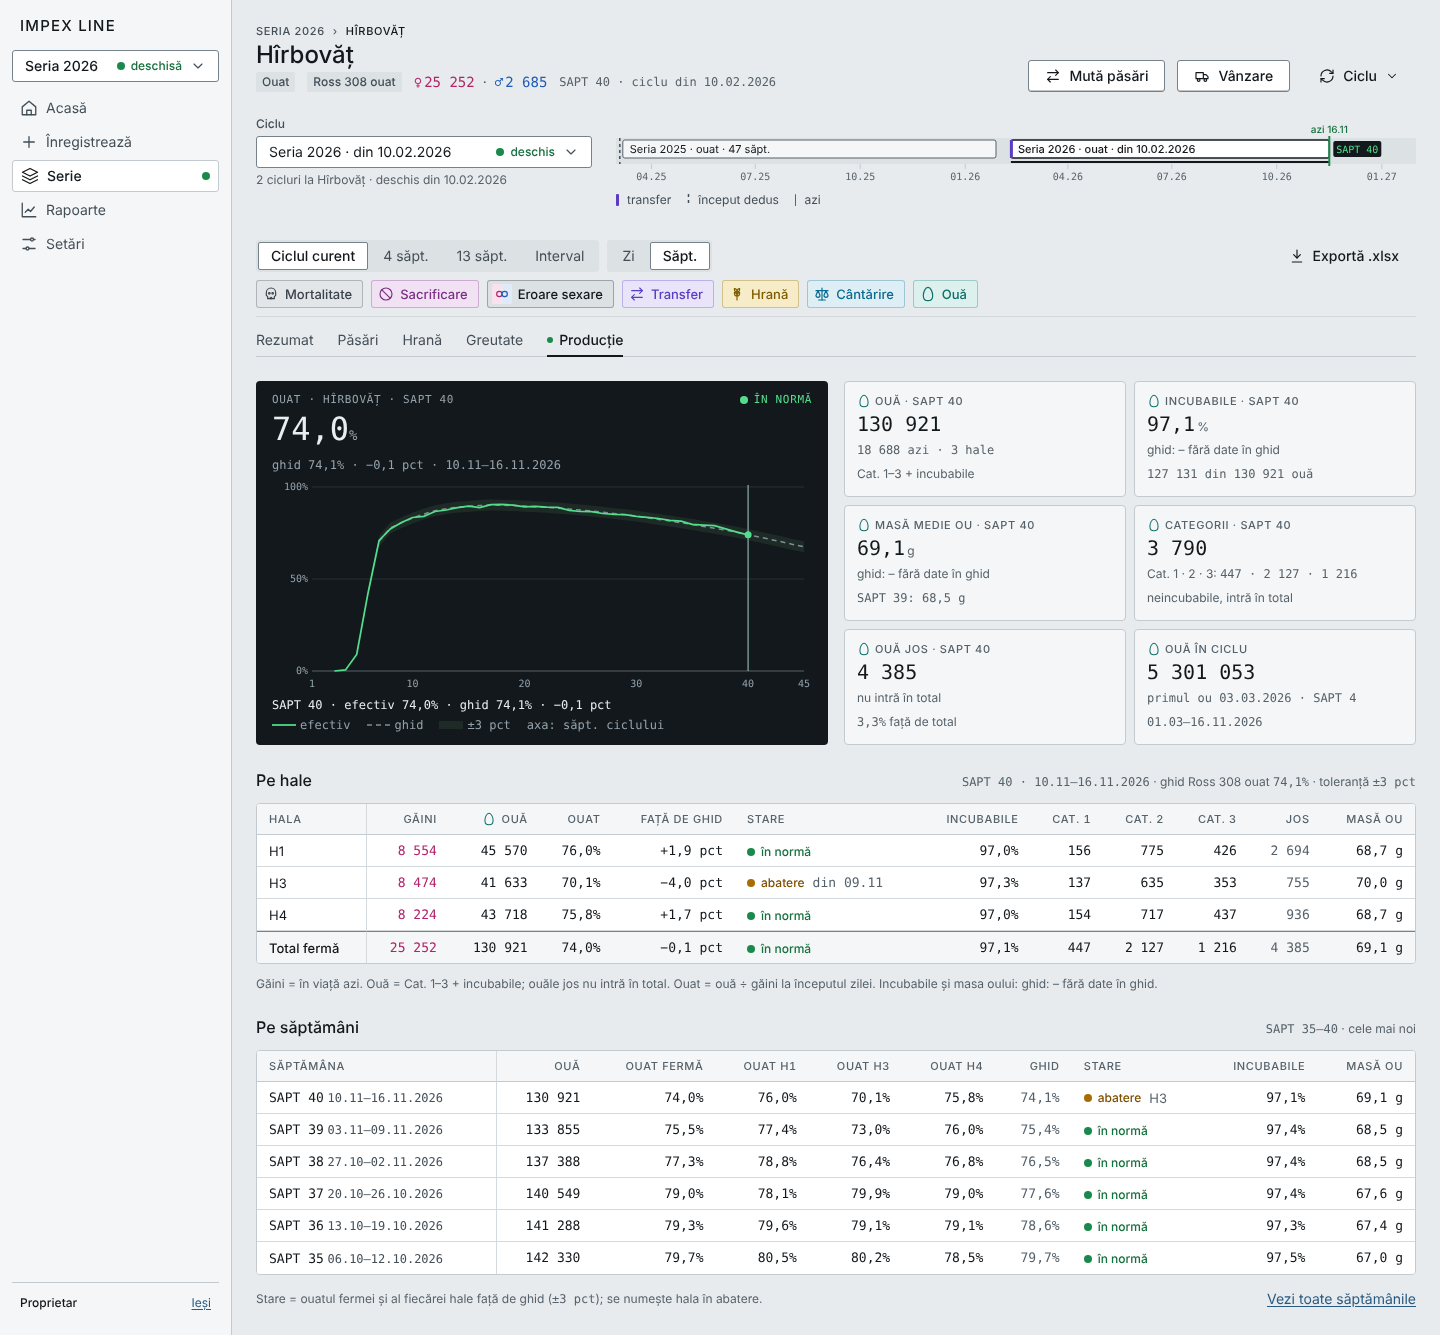 IMPEX LINE
Seria 2026 deschisă
Acasă
Înregistrează
Serie
Rapoarte
Setări
Proprietar Ieși
SERIA 2026 › HÎRBOVĂȚ
Hîrbovăț
Ouat Ross 308 ouat ♀25 252 · ♂2 685 SAPT 40 · ciclu din 10.02.2026
Mută păsări Vânzare Ciclu
Ciclu
Seria 2026 · din 10.02.2026 deschis
2 cicluri la Hîrbovăț · deschis din 10.02.2026
azi 16.11
Seria 2025 · ouat · 47 săpt. Seria 2026 · ouat · din 10.02.2026 SAPT 40
04.25 07.25 10.25 01.26 04.26 07.26 10.26 01.27
transfer început dedus azi
Ciclul curent 4 săpt. 13 săpt. Interval Zi Săpt. Exportă .xlsx
Mortalitate Sacrificare Eroare sexare Transfer Hrană Cântărire Ouă
Rezumat Păsări Hrană Greutate Producție
OUAT · HÎRBOVĂȚ · SAPT 40 ÎN NORMĂ
74,0%
ghid 74,1% · −0,1 pct · 10.11–16.11.2026
100%
50%
0%
1 10 20 30 40 45
SAPT 40 · efectiv 74,0% · ghid 74,1% · −0,1 pct
efectiv ghid ±3 pct axa: săpt. ciclului
OUĂ · SAPT 40
130 921
18 688 azi · 3 hale
Cat. 1–3 + incubabile
INCUBABILE · SAPT 40
97,1%
ghid: – fără date în ghid
127 131 din 130 921 ouă
MASĂ MEDIE OU · SAPT 40
69,1g
ghid: – fără date în ghid
SAPT 39: 68,5 g
CATEGORII · SAPT 40
3 790
Cat. 1 · 2 · 3: 447 · 2 127 · 1 216
neincubabile, intră în total
OUĂ JOS · SAPT 40
4 385
nu intră în total
3,3% față de total
OUĂ ÎN CICLU
5 301 053
primul ou 03.03.2026 · SAPT 4
01.03–16.11.2026
Pe hale SAPT 40 · 10.11–16.11.2026 · ghid Ross 308 ouat 74,1% · toleranță ±3 pct
HALA GĂINI OUĂ OUAT FAȚĂ DE GHID STARE INCUBABILE CAT. 1 CAT. 2 CAT. 3 JOS MASĂ OU
H1 8 554 45 570 76,0% +1,9 pct în normă 97,0% 156 775 426 2 694 68,7 g
H3 8 474 41 633 70,1% −4,0 pct abatere din 09.11 97,3% 137 635 353 755 70,0 g
H4 8 224 43 718 75,8% +1,7 pct în normă 97,0% 154 717 437 936 68,7 g
Total fermă 25 252 130 921 74,0% −0,1 pct în normă 97,1% 447 2 127 1 216 4 385 69,1 g
Găini = în viață azi. Ouă = Cat. 1–3 + incubabile; ouăle jos nu intră în total. Ouat = ouă ÷ găini la începutul zilei. Incubabile și masa oului: ghid: – fără date în ghid.
Pe săptămâni SAPT 35–40 · cele mai noi
SĂPTĂMÂNA OUĂ OUAT FERMĂ OUAT H1 OUAT H3 OUAT H4 GHID STARE INCUBABILE MASĂ OU
SAPT 40 10.11–16.11.2026 130 921 74,0% 76,0% 70,1% 75,8% 74,1% abatere H3 97,1% 69,1 g
SAPT 39 03.11–09.11.2026 133 855 75,5% 77,4% 73,0% 76,0% 75,4% în normă 97,4% 68,5 g
SAPT 38 27.10–02.11.2026 137 388 77,3% 78,8% 76,4% 76,8% 76,5% în normă 97,4% 68,5 g
SAPT 37 20.10–26.10.2026 140 549 79,0% 78,1% 79,9% 79,0% 77,6% în normă 97,4% 67,6 g
SAPT 36 13.10–19.10.2026 141 288 79,3% 79,6% 79,1% 79,1% 78,6% în normă 97,3% 67,4 g
SAPT 35 06.10–12.10.2026 142 330 79,7% 80,5% 80,2% 78,5% 79,7% în normă 97,5% 67,0 g
Stare = ouatul fermei și al fiecărei hale față de ghid (±3 pct); se numește hala în abatere. Vezi toate săptămânile